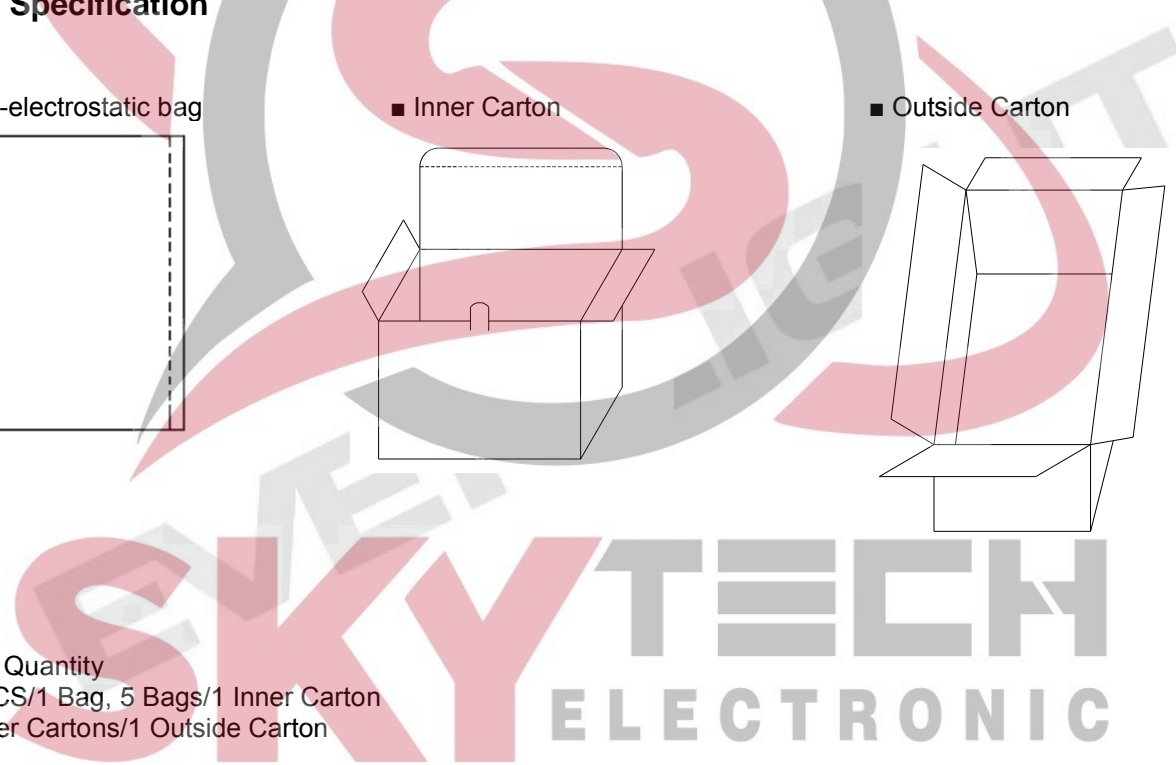 Specification
-electrostatic bag
■ Inner Carton
■ Outside Carton
EVERLIGHT
SKYTECH
ELECTRONIC
Quantity
CS/1 Bag, 5 Bags/1 Inner Carton
er Cartons/1 Outside Carton